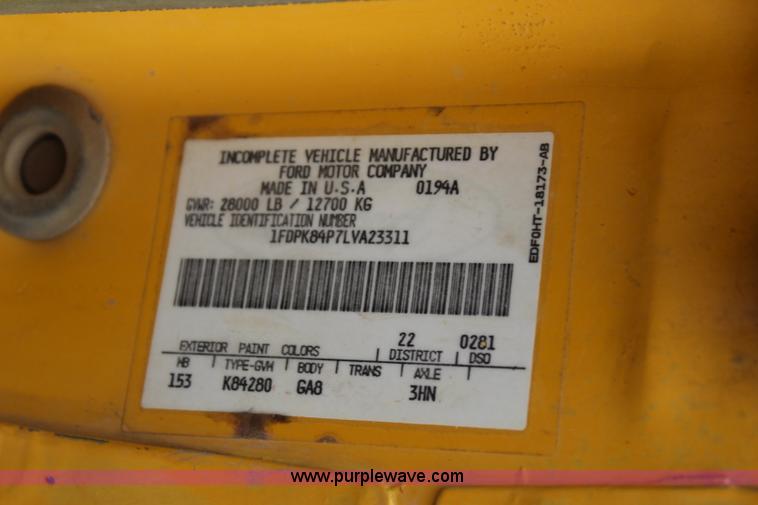 INCOMPLETE VEHICLE MANUFACTURED BY
FORD MOTOR COMPANY
MADE IN U.S.A 0194A
GVWR: 28000 LB / 12700 KG
VEHICLE IDENTIFICATION NUMBER
1FDPK84P7LVA23311
EDF0HT-18173-AB
22 0281
EXTERIOR PAINT COLORS DISTRICT DSO
WB TYPE-GVW BODY TRANS AXLE
153 K84280 GA8 3HN
www.purplewave.com